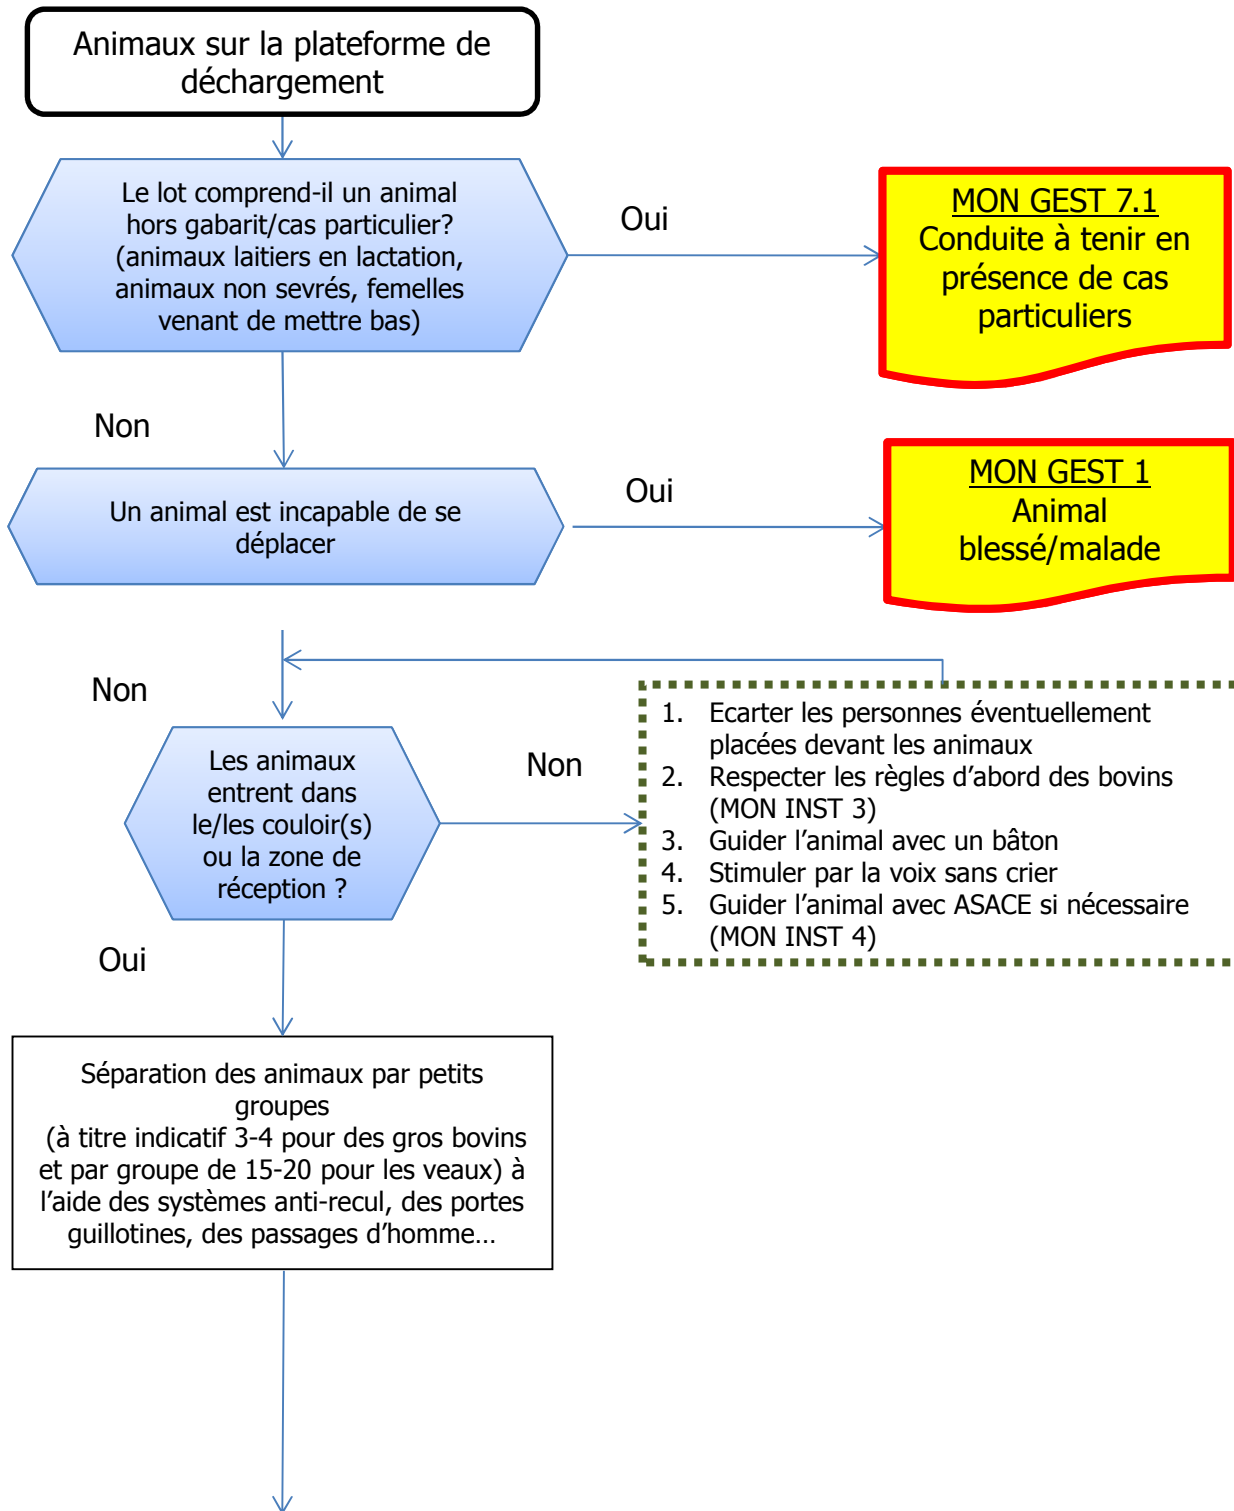 Animaux sur la plateforme de
déchargement
Le lot comprend-il un animal
hors gabarit/cas particulier?
(animaux laitiers en lactation,
animaux non sevrés, femelles
venant de mettre bas)
Oui
MON GEST 7.1
Conduite à tenir en
présence de cas
particuliers
Non
Un animal est incapable de se
déplacer
Oui
MON GEST 1
Animal
blessé/malade
Non
Les animaux
entrent dans
le/les couloir(s)
ou la zone de
réception ?
Non
1. Ecarter les personnes éventuellement
placées devant les animaux
2. Respecter les règles d’abord des bovins
(MON INST 3)
3. Guider l’animal avec un bâton
4. Stimuler par la voix sans crier
5. Guider l’animal avec ASACE si nécessaire
(MON INST 4)
Oui
Séparation des animaux par petits
groupes
(à titre indicatif 3-4 pour des gros bovins
et par groupe de 15-20 pour les veaux) à
l’aide des systèmes anti-recul, des portes
guillotines, des passages d’homme…